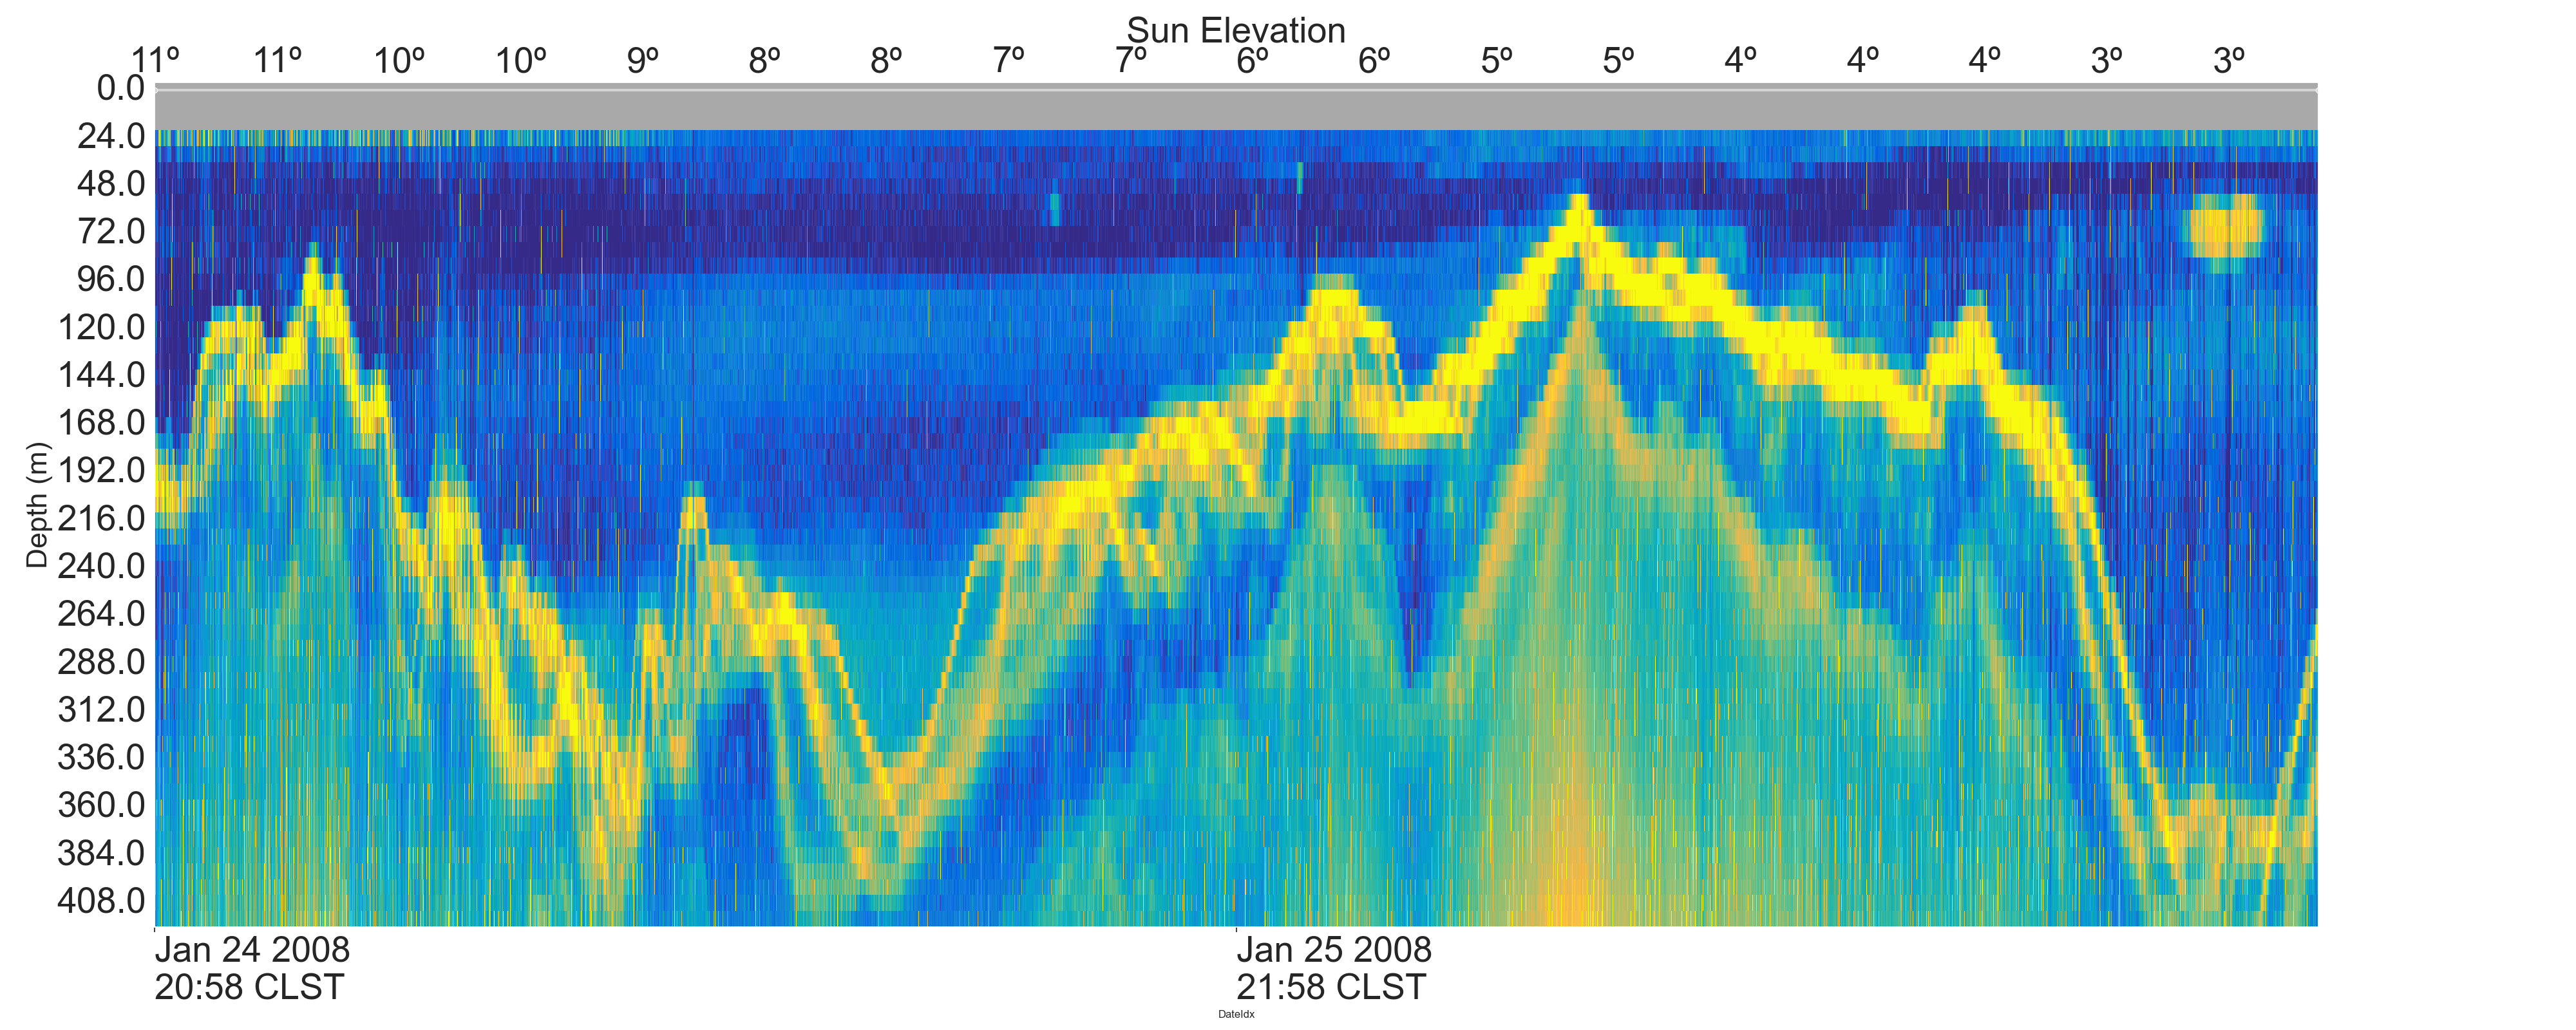 Sun Elevation
11º 11º 10º 10º 9º 8º 8º 7º 7º 6º 6º 5º 5º 4º 4º 4º 3º 3º
0.0
24.0
48.0
72.0
96.0
120.0
144.0
168.0
192.0
216.0
240.0
264.0
288.0
312.0
336.0
360.0
384.0
408.0
Depth (m)
Jan 24 2008
20:58 CLST
Jan 25 2008
21:58 CLST
DateIdx